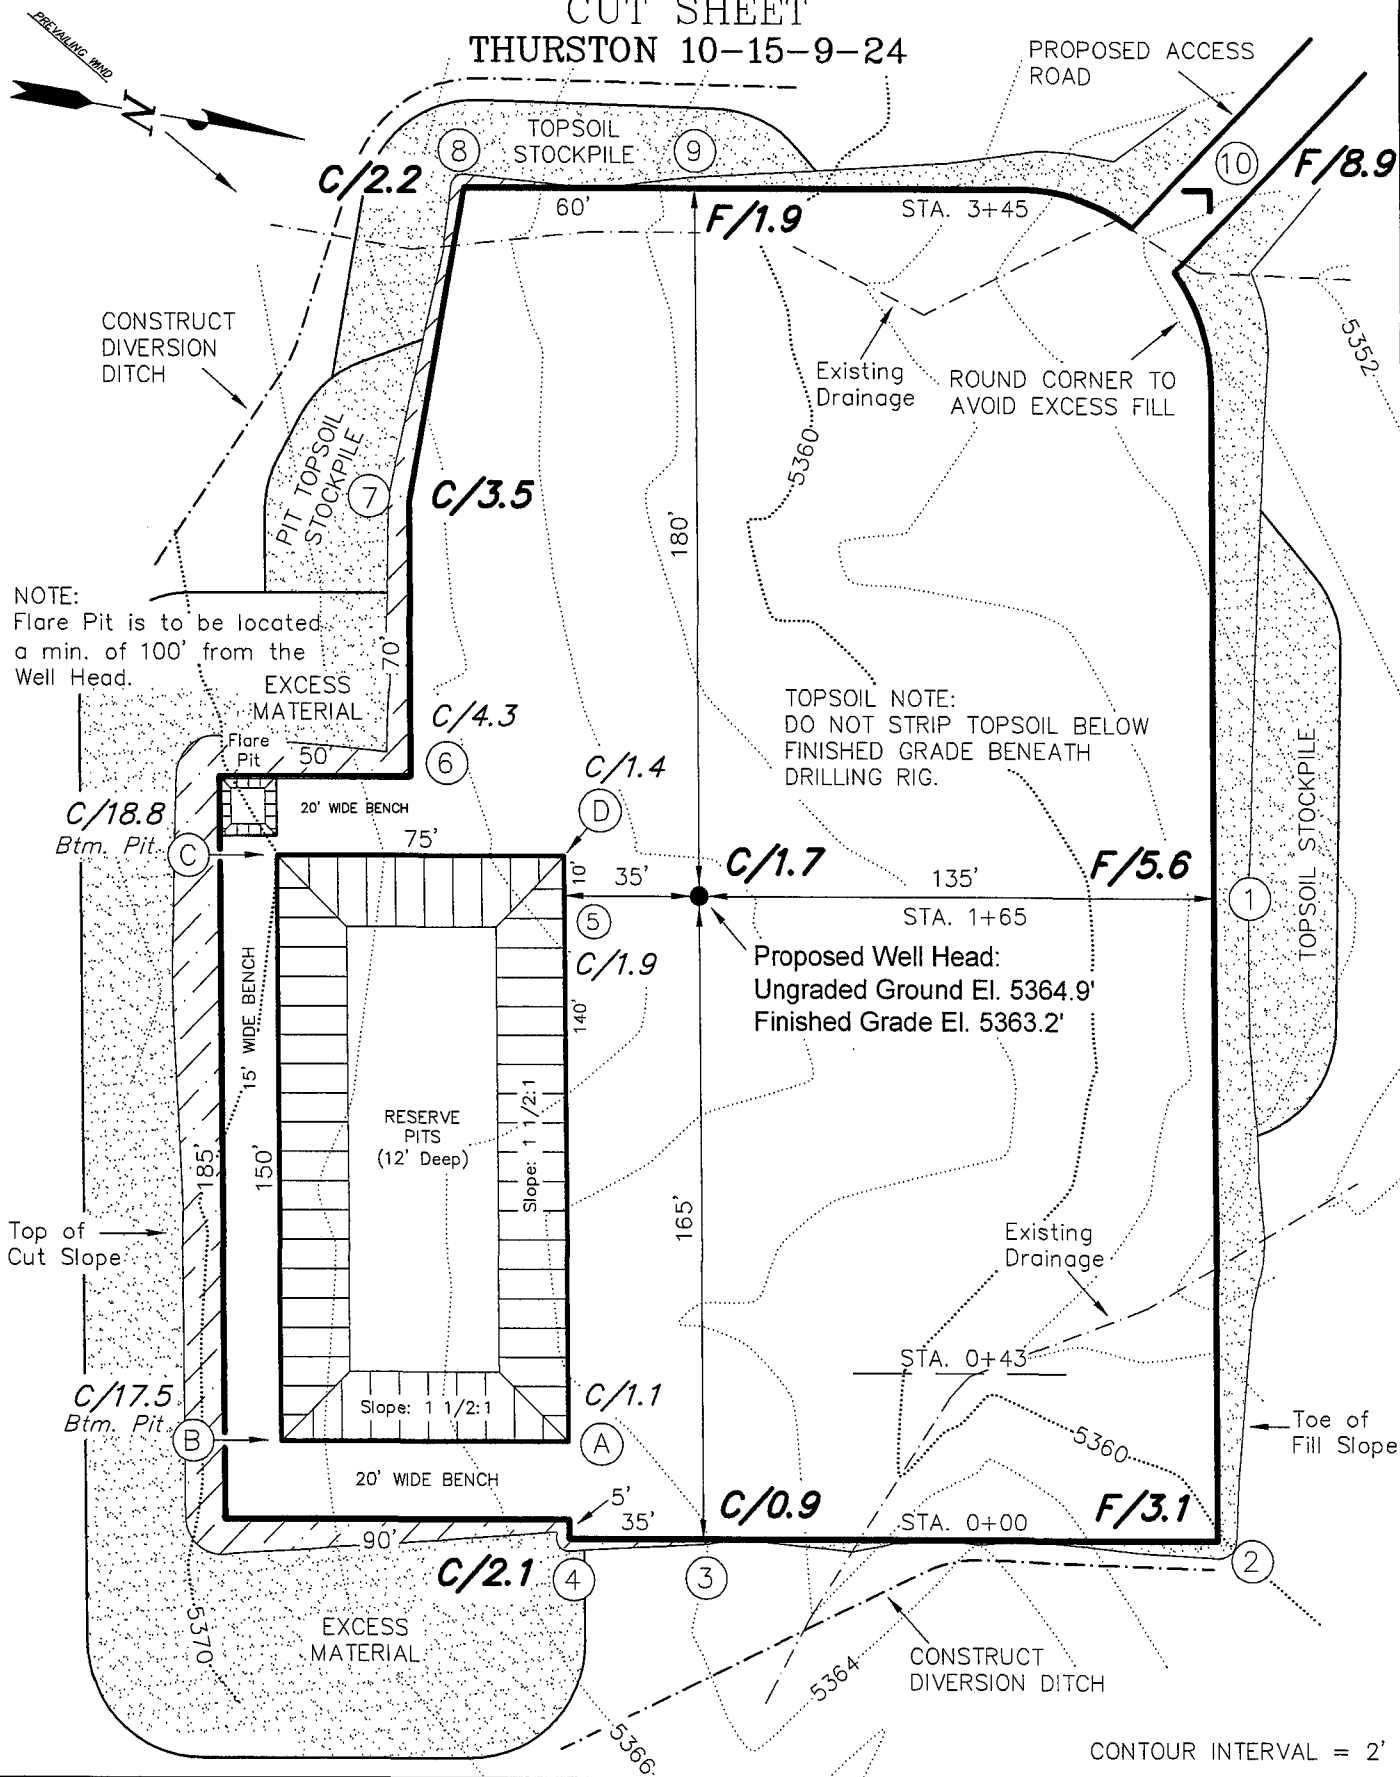 CUT SHEET
THURSTON 10-15-9-24
PREVAILING WIND
N
PROPOSED ACCESS
ROAD
TOPSOIL
STOCKPILE
8
9
10
C/2.2
F/8.9
60'
F/1.9
STA. 3+45
CONSTRUCT
DIVERSION
DITCH
5352
Existing
Drainage
ROUND CORNER TO
AVOID EXCESS FILL
5360
PIT TOPSOIL
STOCKPILE
7
C/3.5
180'
NOTE:
Flare Pit is to be located
a min. of 100' from the
Well Head.
70'
EXCESS
MATERIAL
C/4.3
6
Flare
Pit
50'
TOPSOIL NOTE:
DO NOT STRIP TOPSOIL BELOW
FINISHED GRADE BENEATH
DRILLING RIG.
TOPSOIL STOCKPILE
C/1.4
D
C/18.8
Btm. Pit
C
20' WIDE BENCH
75'
10'
35'
C/1.7
135'
F/5.6
STA. 1+65
1
5
C/1.9
Proposed Well Head:
Ungraded Ground El. 5364.9'
Finished Grade El. 5363.2'
15' WIDE BENCH
140'
RESERVE
PITS
(12' Deep)
Slope: 1 1/2:1
185'
150'
165'
Top of
Cut Slope
Existing
Drainage
STA. 0+43
C/17.5
Btm. Pit
B
Slope: 1 1/2:1
C/1.1
A
5360
Toe of
Fill Slope
20' WIDE BENCH
5'
35'
C/0.9
STA. 0+00
F/3.1
90'
C/2.1
4
3
2
5370
EXCESS
MATERIAL
CONSTRUCT
DIVERSION DITCH
5364
5366
CONTOUR INTERVAL = 2'